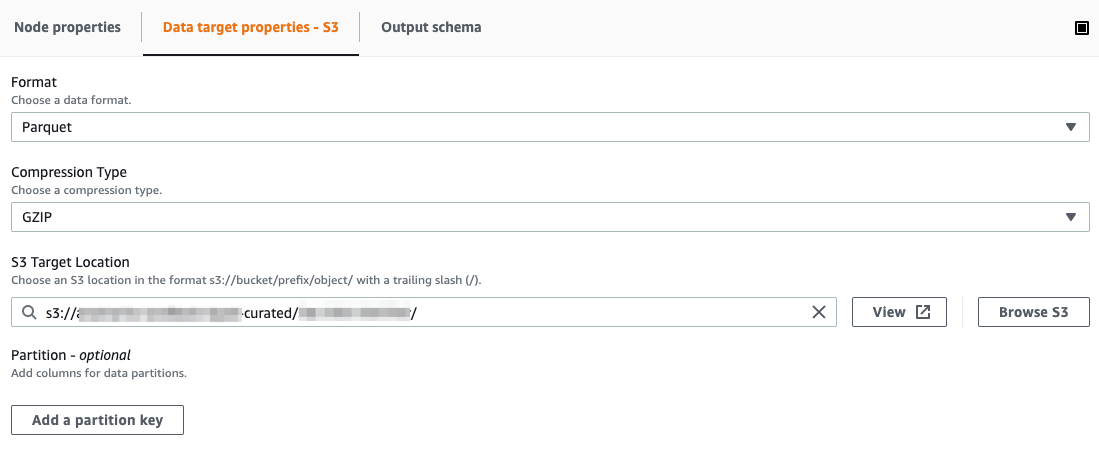 Node properties
Data target properties - S3
Output schema
Format
Choose a data format.
Parquet
Compression Type
Choose a compression type.
GZIP
S3 Target Location
Choose an S3 location in the format s3://bucket/prefix/object/ with a trailing slash (/).
s3:// -curated/ /
View
Browse S3
Partition - optional
Add columns for data partitions.
Add a partition key